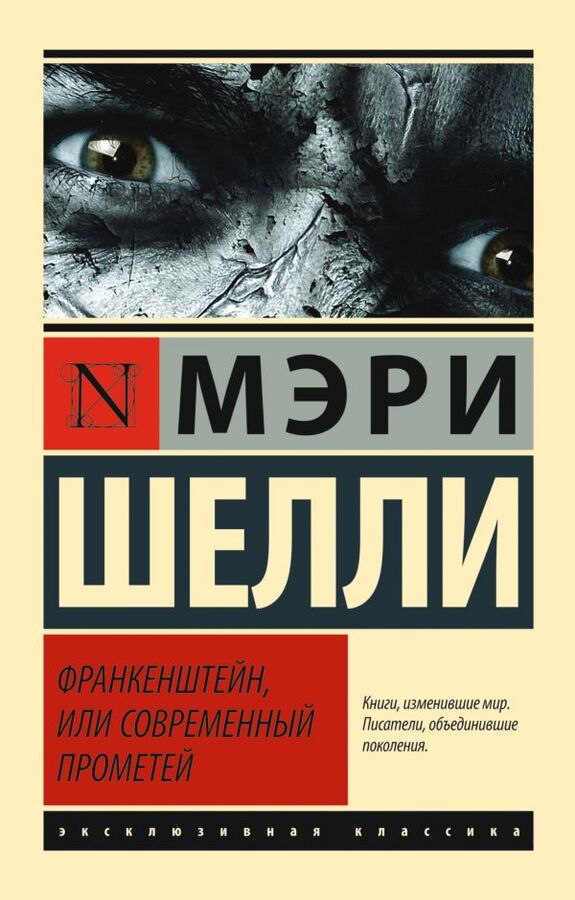 N
МЭРИ
ШЕЛЛИ
ФРАНКЕНШТЕЙН,
ИЛИ СОВРЕМЕННЫЙ
ПРОМЕТЕЙ
Книги, изменившие мир.
Писатели, объединившие
поколения.
эксклюзивная классика